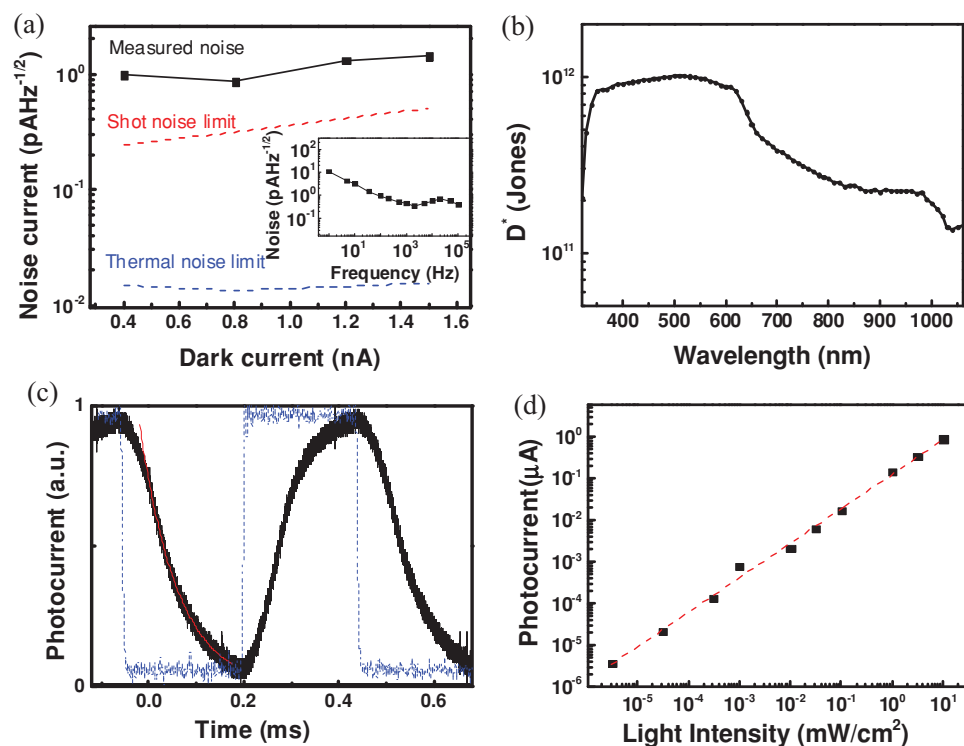 (a)
Noise current (pAHz-1/2)
10^0
10^-1
10^-2
Measured noise
Shot noise limit
Thermal noise limit
0.4 0.6 0.8 1.0 1.2 1.4 1.6
Dark current (nA)
Noise (pAHz-1/2)
10^2
10^1
10^0
10^-1
10^1 10^3 10^5
Frequency (Hz)
(b)
D* (Jones)
10^12
10^11
400 500 600 700 800 900 1000
Wavelength (nm)
(c)
Photocurrent (a.u.)
1
0
0.0 0.2 0.4 0.6
Time (ms)
(d)
Photocurrent(μA)
10^0
10^-1
10^-2
10^-3
10^-4
10^-5
10^-6
10^-5 10^-4 10^-3 10^-2 10^-1 10^0 10^1
Light Intensity (mW/cm2)